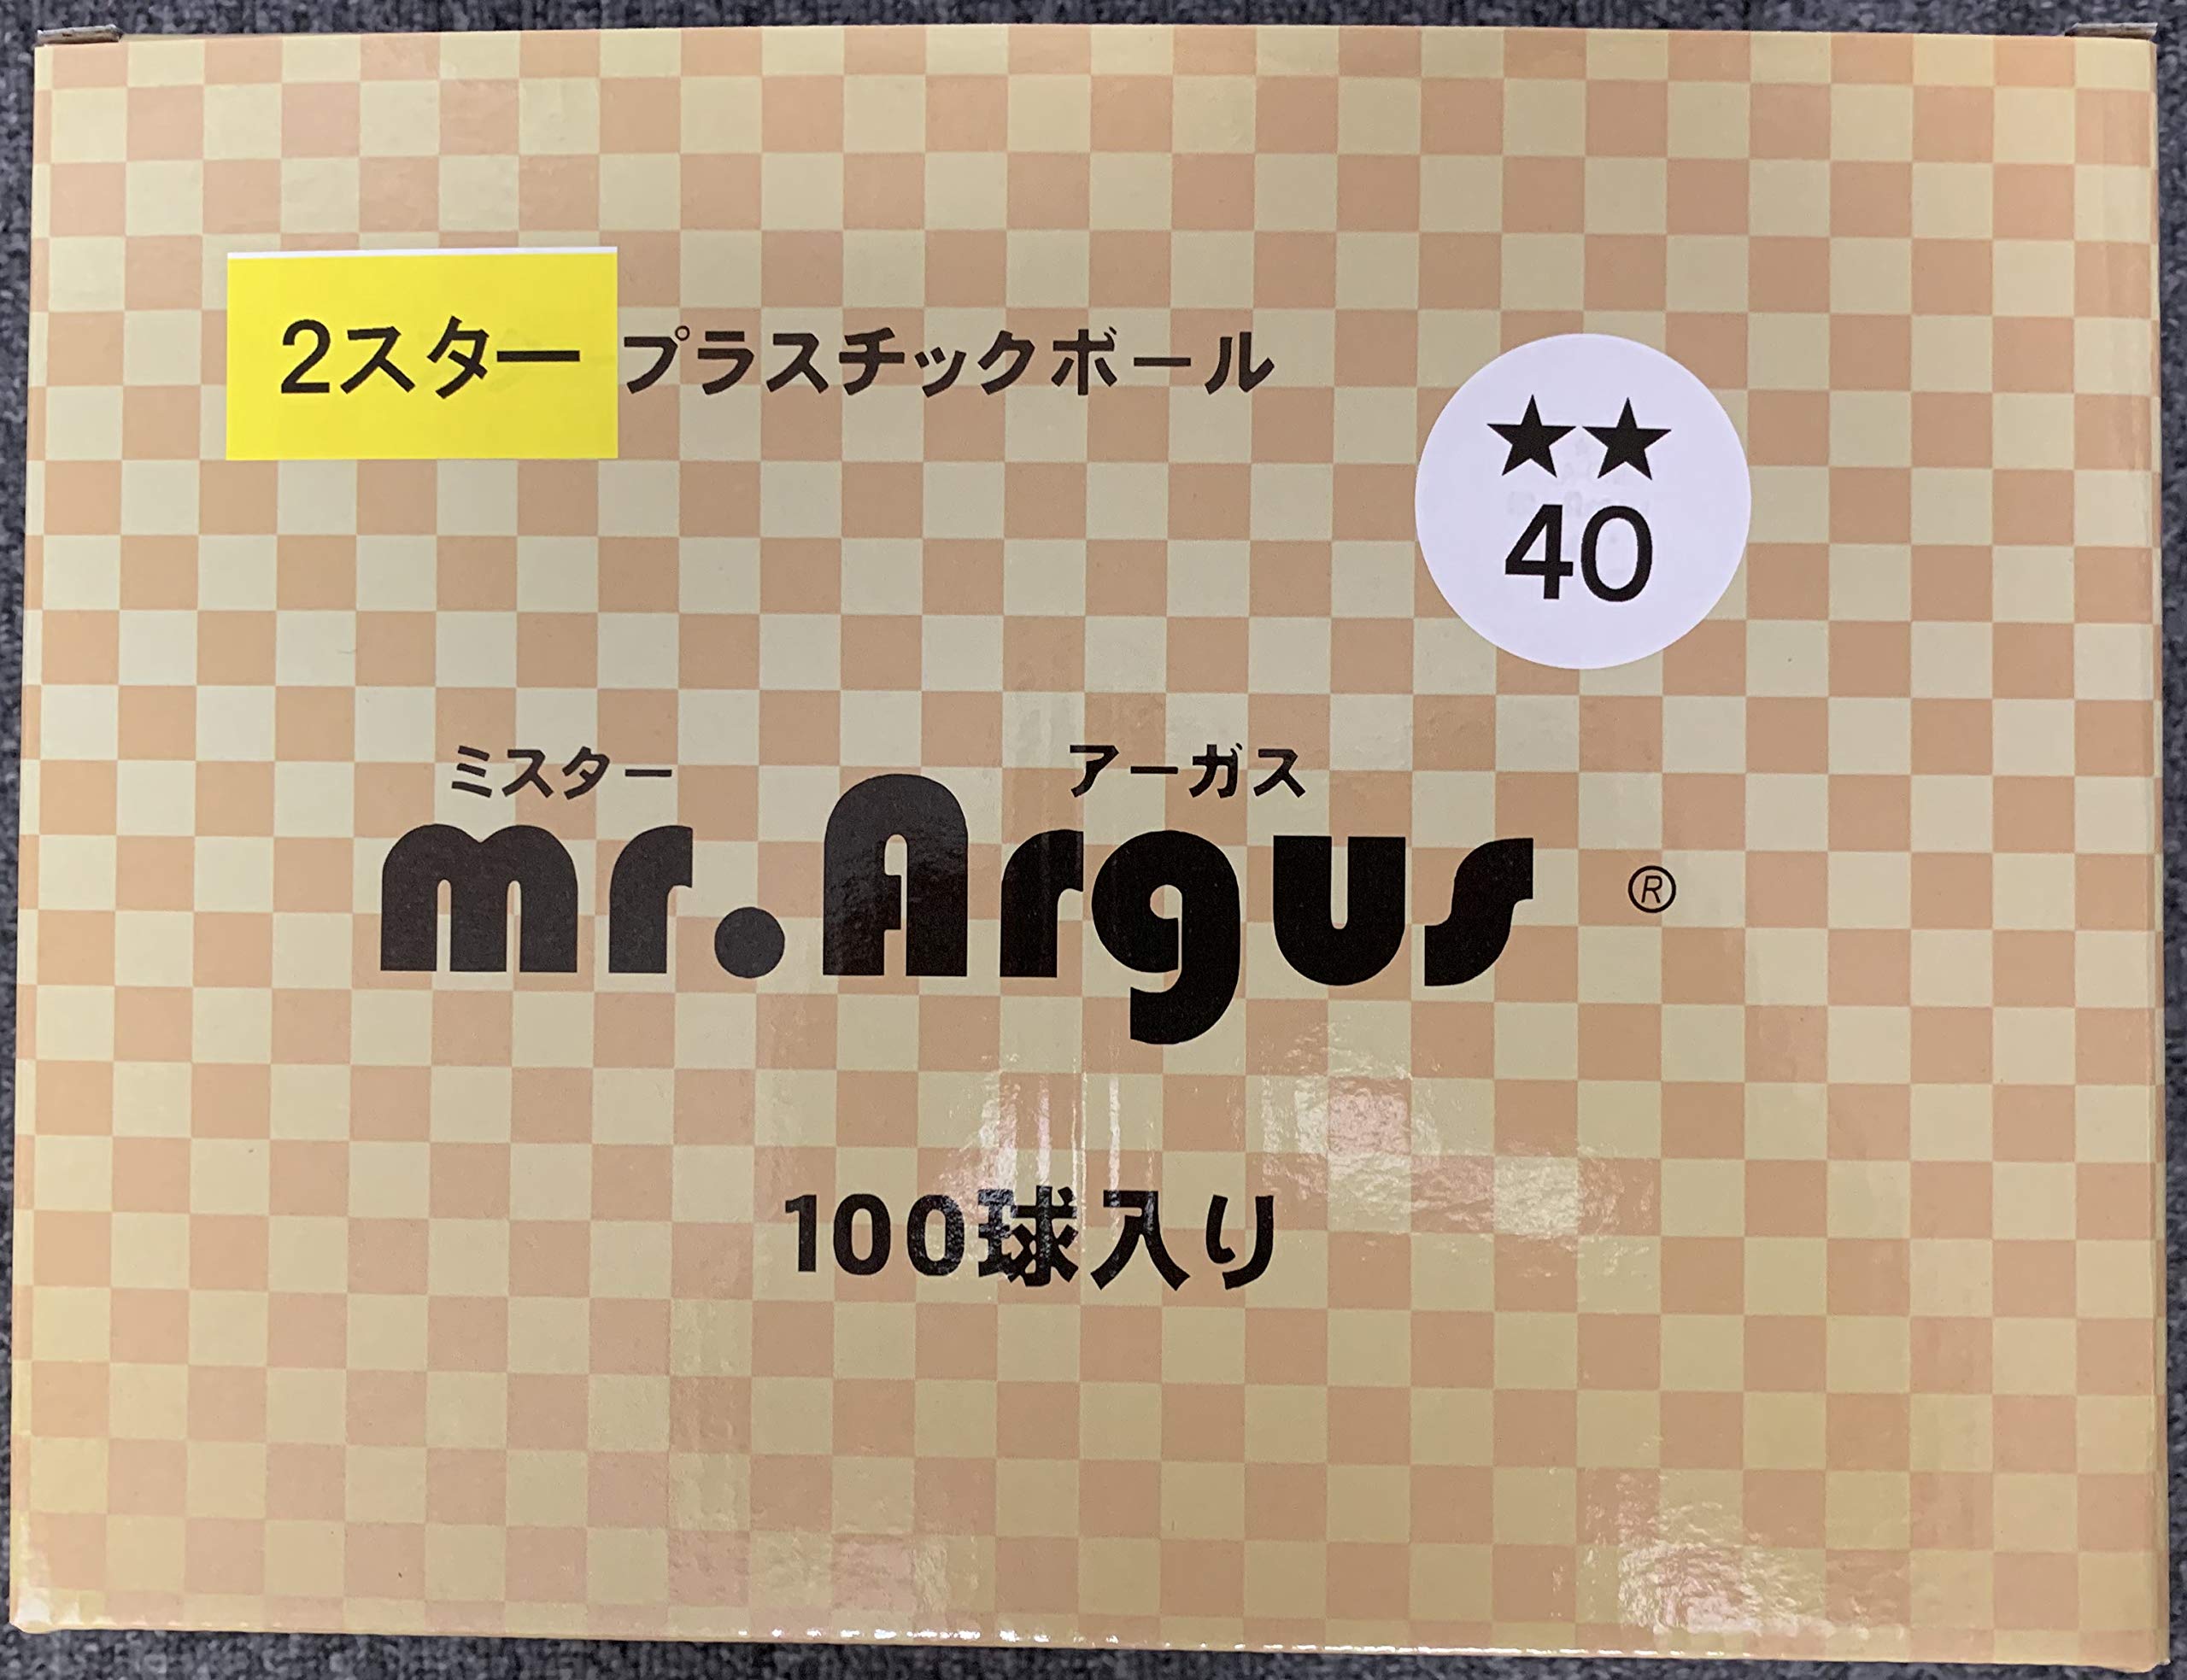 2スター プラスチックボール
★★
40
ミスター アーガス
mr.Argus ®
100球入り